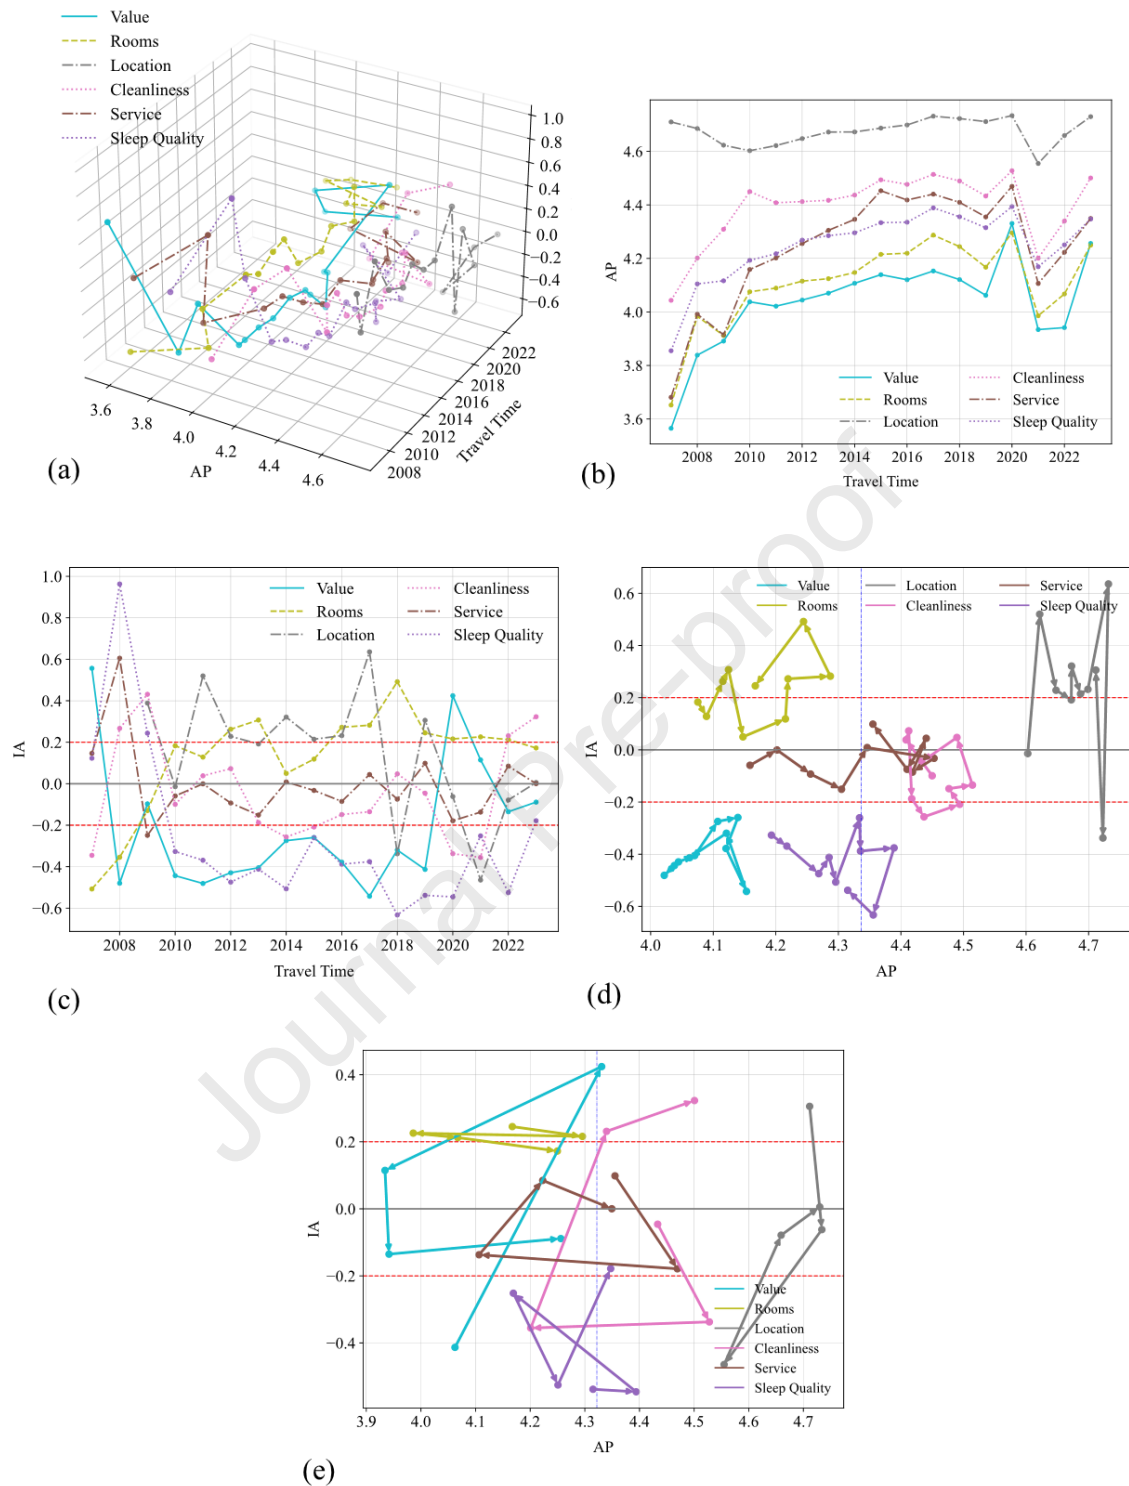 Value
Rooms
Location
Cleanliness
Service
Sleep Quality
1.0
0.8
0.6
0.4
0.2
0.0
−0.2
−0.4
−0.6
3.6
3.8
4.0
4.2
4.4
4.6
AP
2008
2010
2012
2014
2016
2018
2020
2022
Travel Time
(a)
4.6
4.4
4.2
4.0
3.8
3.6
AP
Value
Rooms
Location
Cleanliness
Service
Sleep Quality
2008 2010 2012 2014 2016 2018 2020 2022
Travel Time
(b)
1.0
0.8
0.6
0.4
0.2
0.0
−0.2
−0.4
−0.6
IA
Value
Rooms
Location
Cleanliness
Service
Sleep Quality
2008 2010 2012 2014 2016 2018 2020 2022
Travel Time
(c)
0.6
0.4
0.2
0.0
−0.2
−0.4
−0.6
IA
Value
Rooms
Location
Cleanliness
Service
Sleep Quality
4.0 4.1 4.2 4.3 4.4 4.5 4.6 4.7
AP
(d)
0.4
0.2
0.0
−0.2
−0.4
IA
Value
Rooms
Location
Cleanliness
Service
Sleep Quality
3.9 4.0 4.1 4.2 4.3 4.4 4.5 4.6 4.7
AP
(e)
Journal Pre-proof